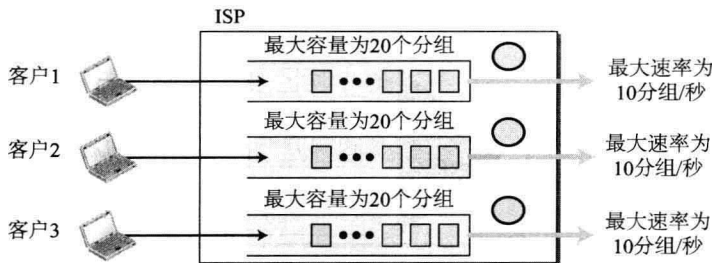 ISP
最大容量为20个分组
客户1
最大速率为
10分组/秒
最大容量为20个分组
客户2
最大速率为
10分组/秒
最大容量为20个分组
客户3
最大速率为
10分组/秒